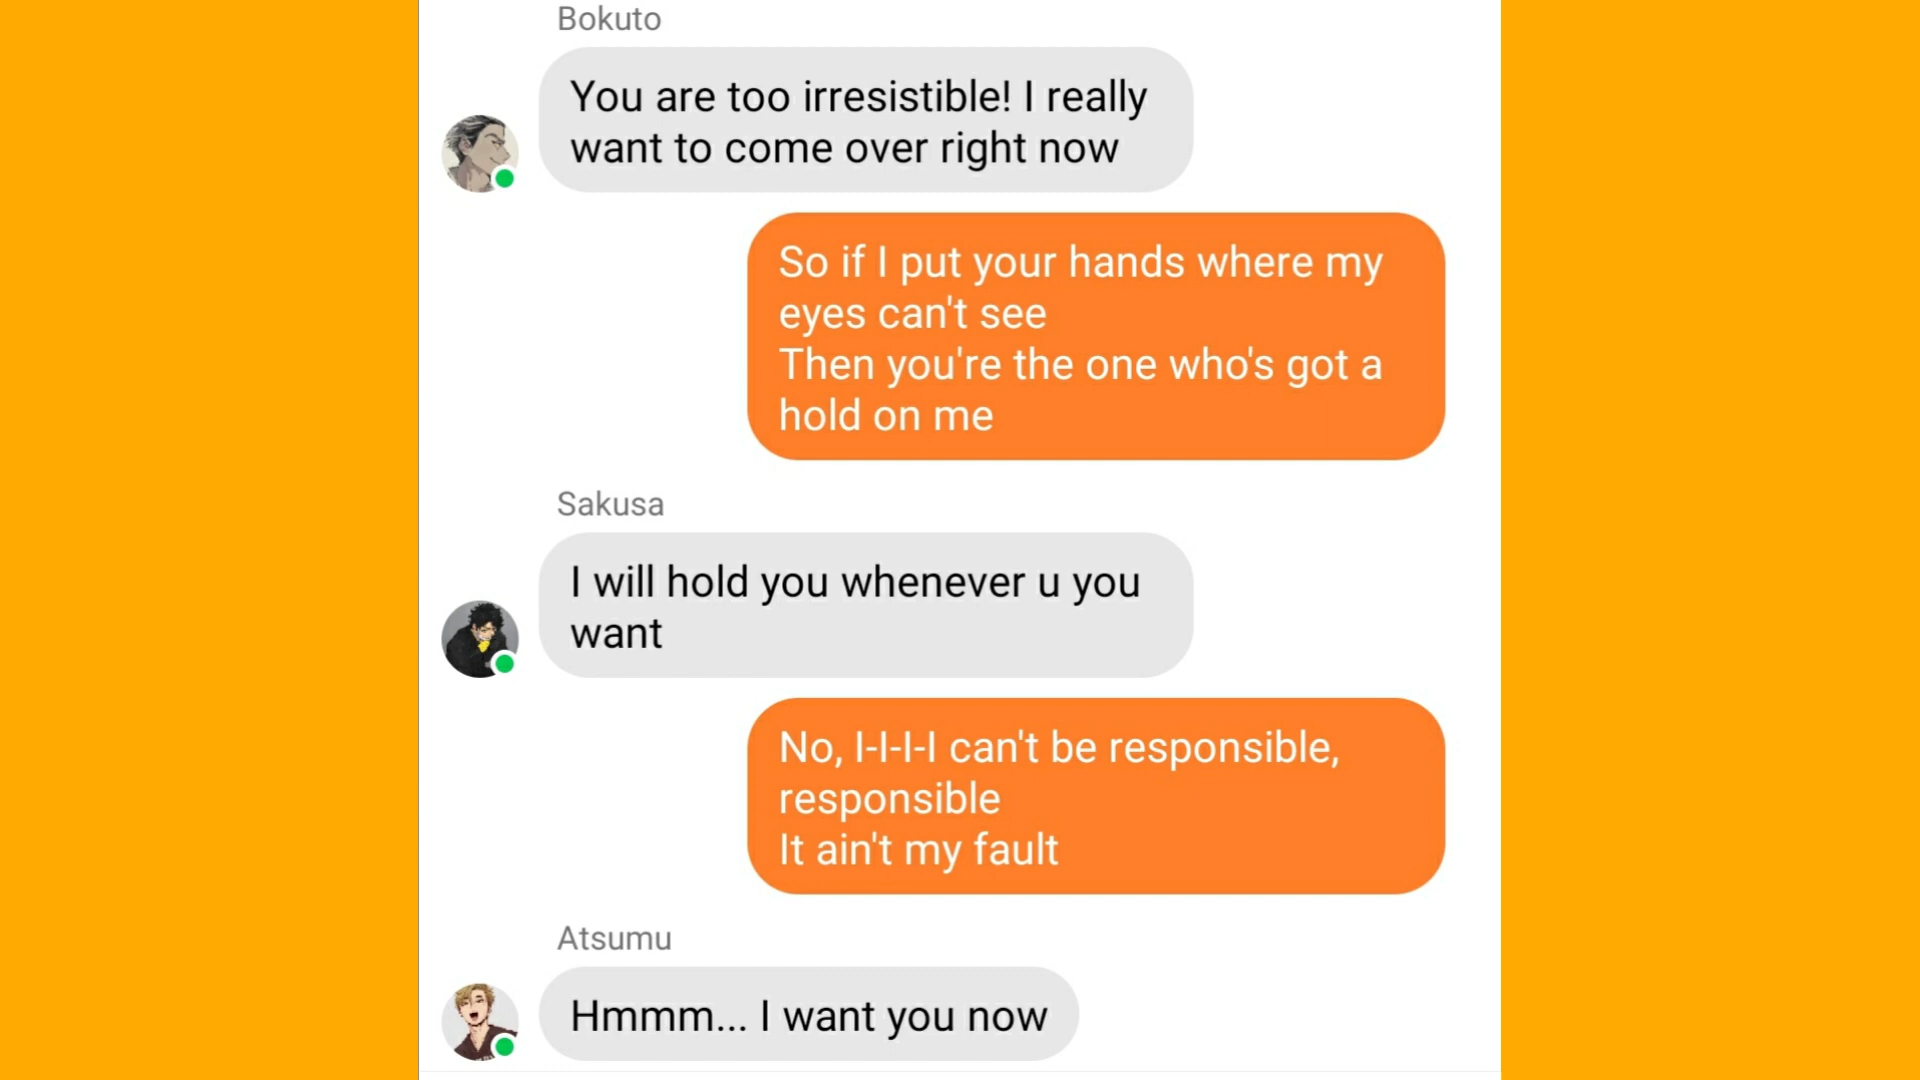 Bokuto
You are too irresistible! I really
want to come over right now
So if I put your hands where my
eyes can't see
Then you're the one who's got a
hold on me
Sakusa
I will hold you whenever u you
want
No, I-I-I-I can't be responsible,
responsible
It ain't my fault
Atsumu
Hmmm... I want you now